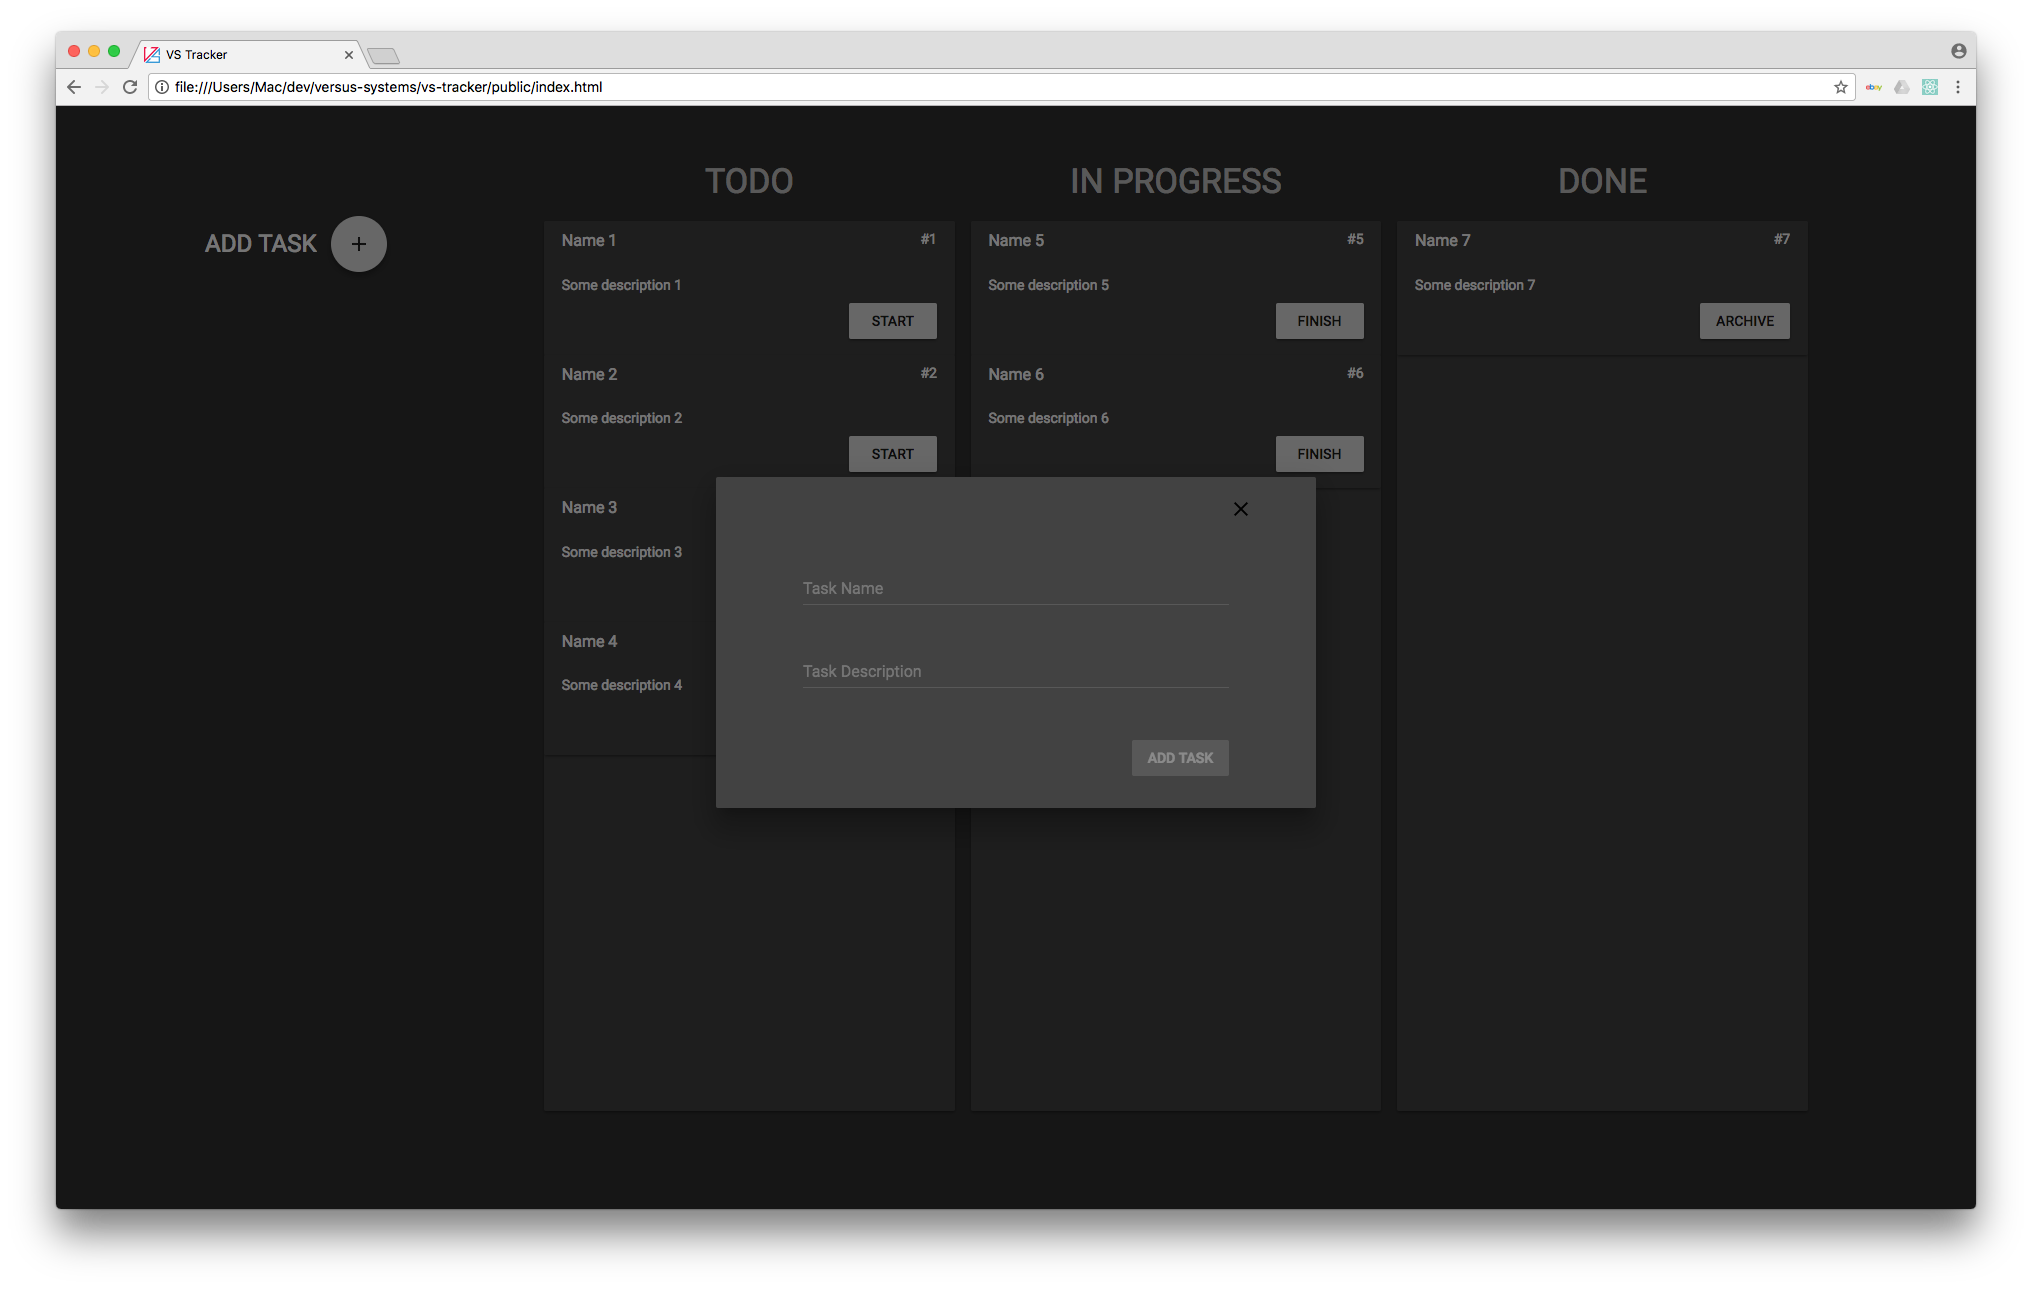 VS Tracker
file:///Users/Mac/dev/versus-systems/vs-tracker/public/index.html
ebay
ADD TASK
TODO
Name 1 #1
Some description 1
START
Name 2 #2
Some description 2
START
Name 3
Some description 3
Name 4
Some description 4
IN PROGRESS
Name 5 #5
Some description 5
FINISH
Name 6 #6
Some description 6
FINISH
DONE
Name 7 #7
Some description 7
ARCHIVE
Task Name
Task Description
ADD TASK